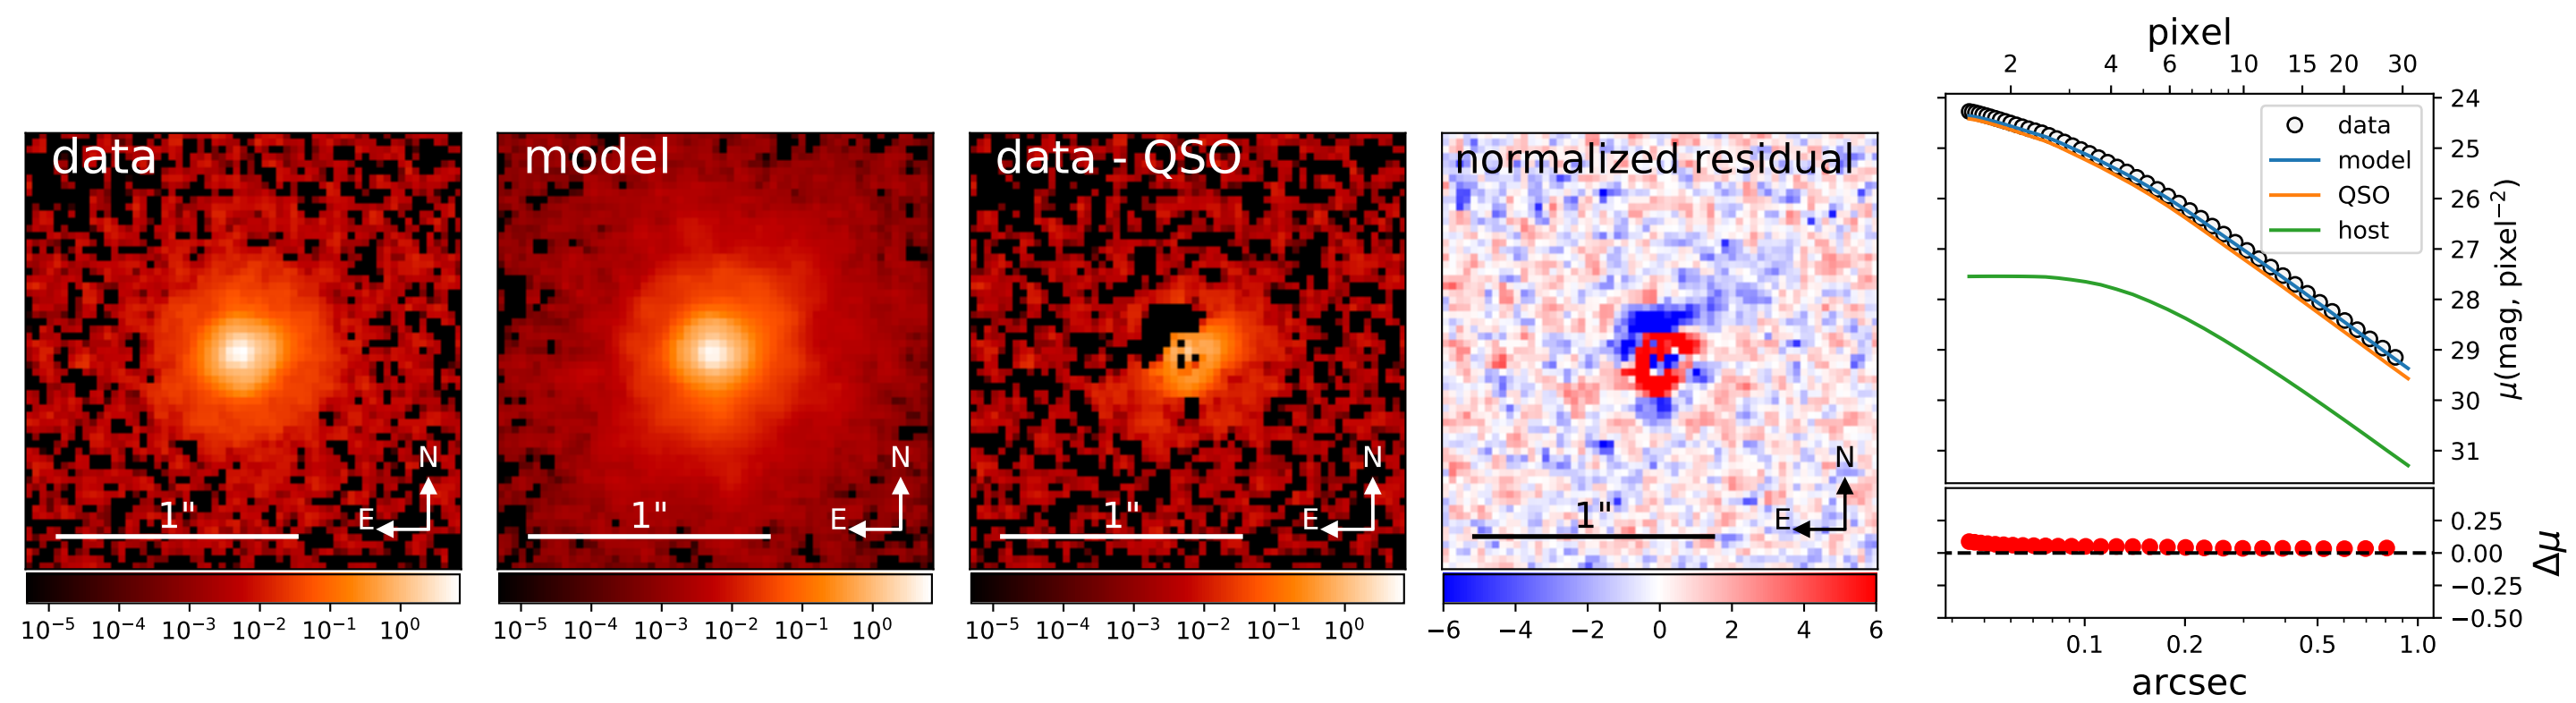 data
N
E
1"
10⁻⁵ 10⁻⁴ 10⁻³ 10⁻² 10⁻¹ 10⁰
model
N
E
1"
10⁻⁵ 10⁻⁴ 10⁻³ 10⁻² 10⁻¹ 10⁰
data - QSO
N
E
1"
10⁻⁵ 10⁻⁴ 10⁻³ 10⁻² 10⁻¹ 10⁰
normalized residual
N
E
1"
−6 −4 −2 0 2 4 6
pixel
2 4 6 10 15 20 30
data
model
QSO
host
24
25
26
27
28
29
30
31
μ(mag, pixel⁻²)
0.25
0.00
−0.25
−0.50
Δμ
0.1 0.2 0.5 1.0
arcsec